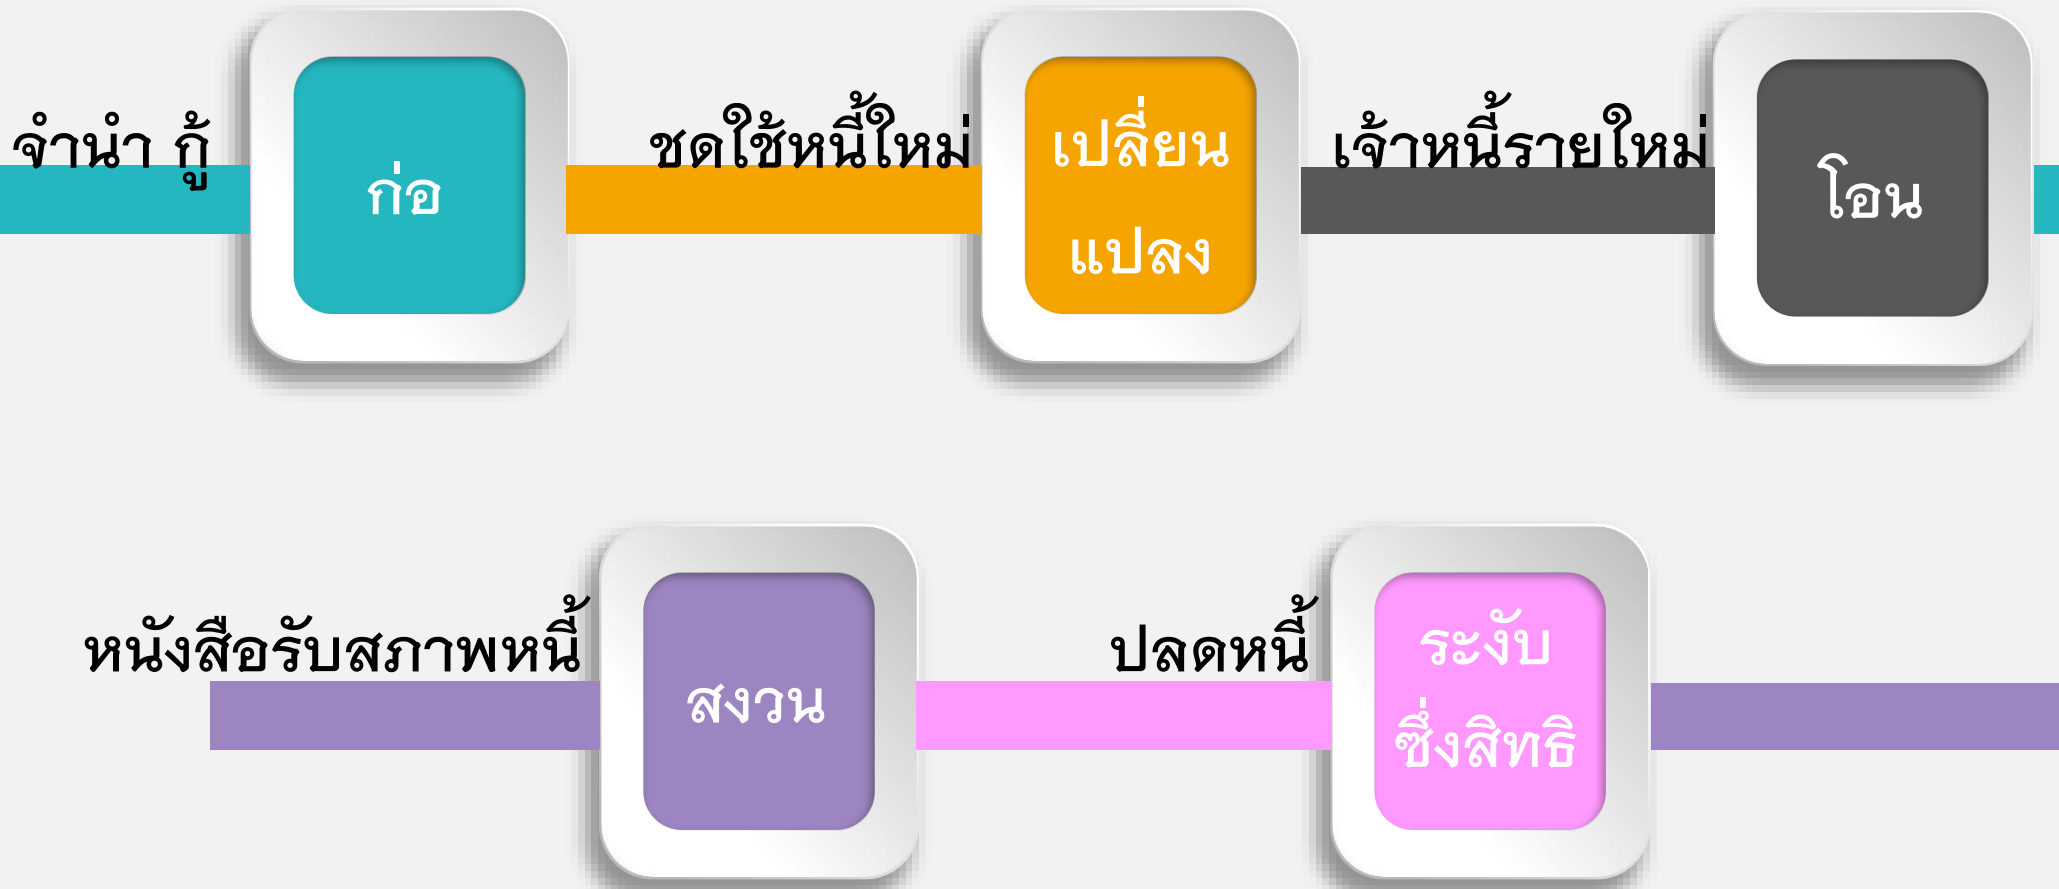 จำนำ กู้
ก่อ
ชดใช้หนี้ใหม่
เปลี่ยน
แปลง
เจ้าหนี้รายใหม่
โอน
หนังสือรับสภาพหนี้
สงวน
ปลดหนี้
ระงับ
ซึ่งสิทธิ